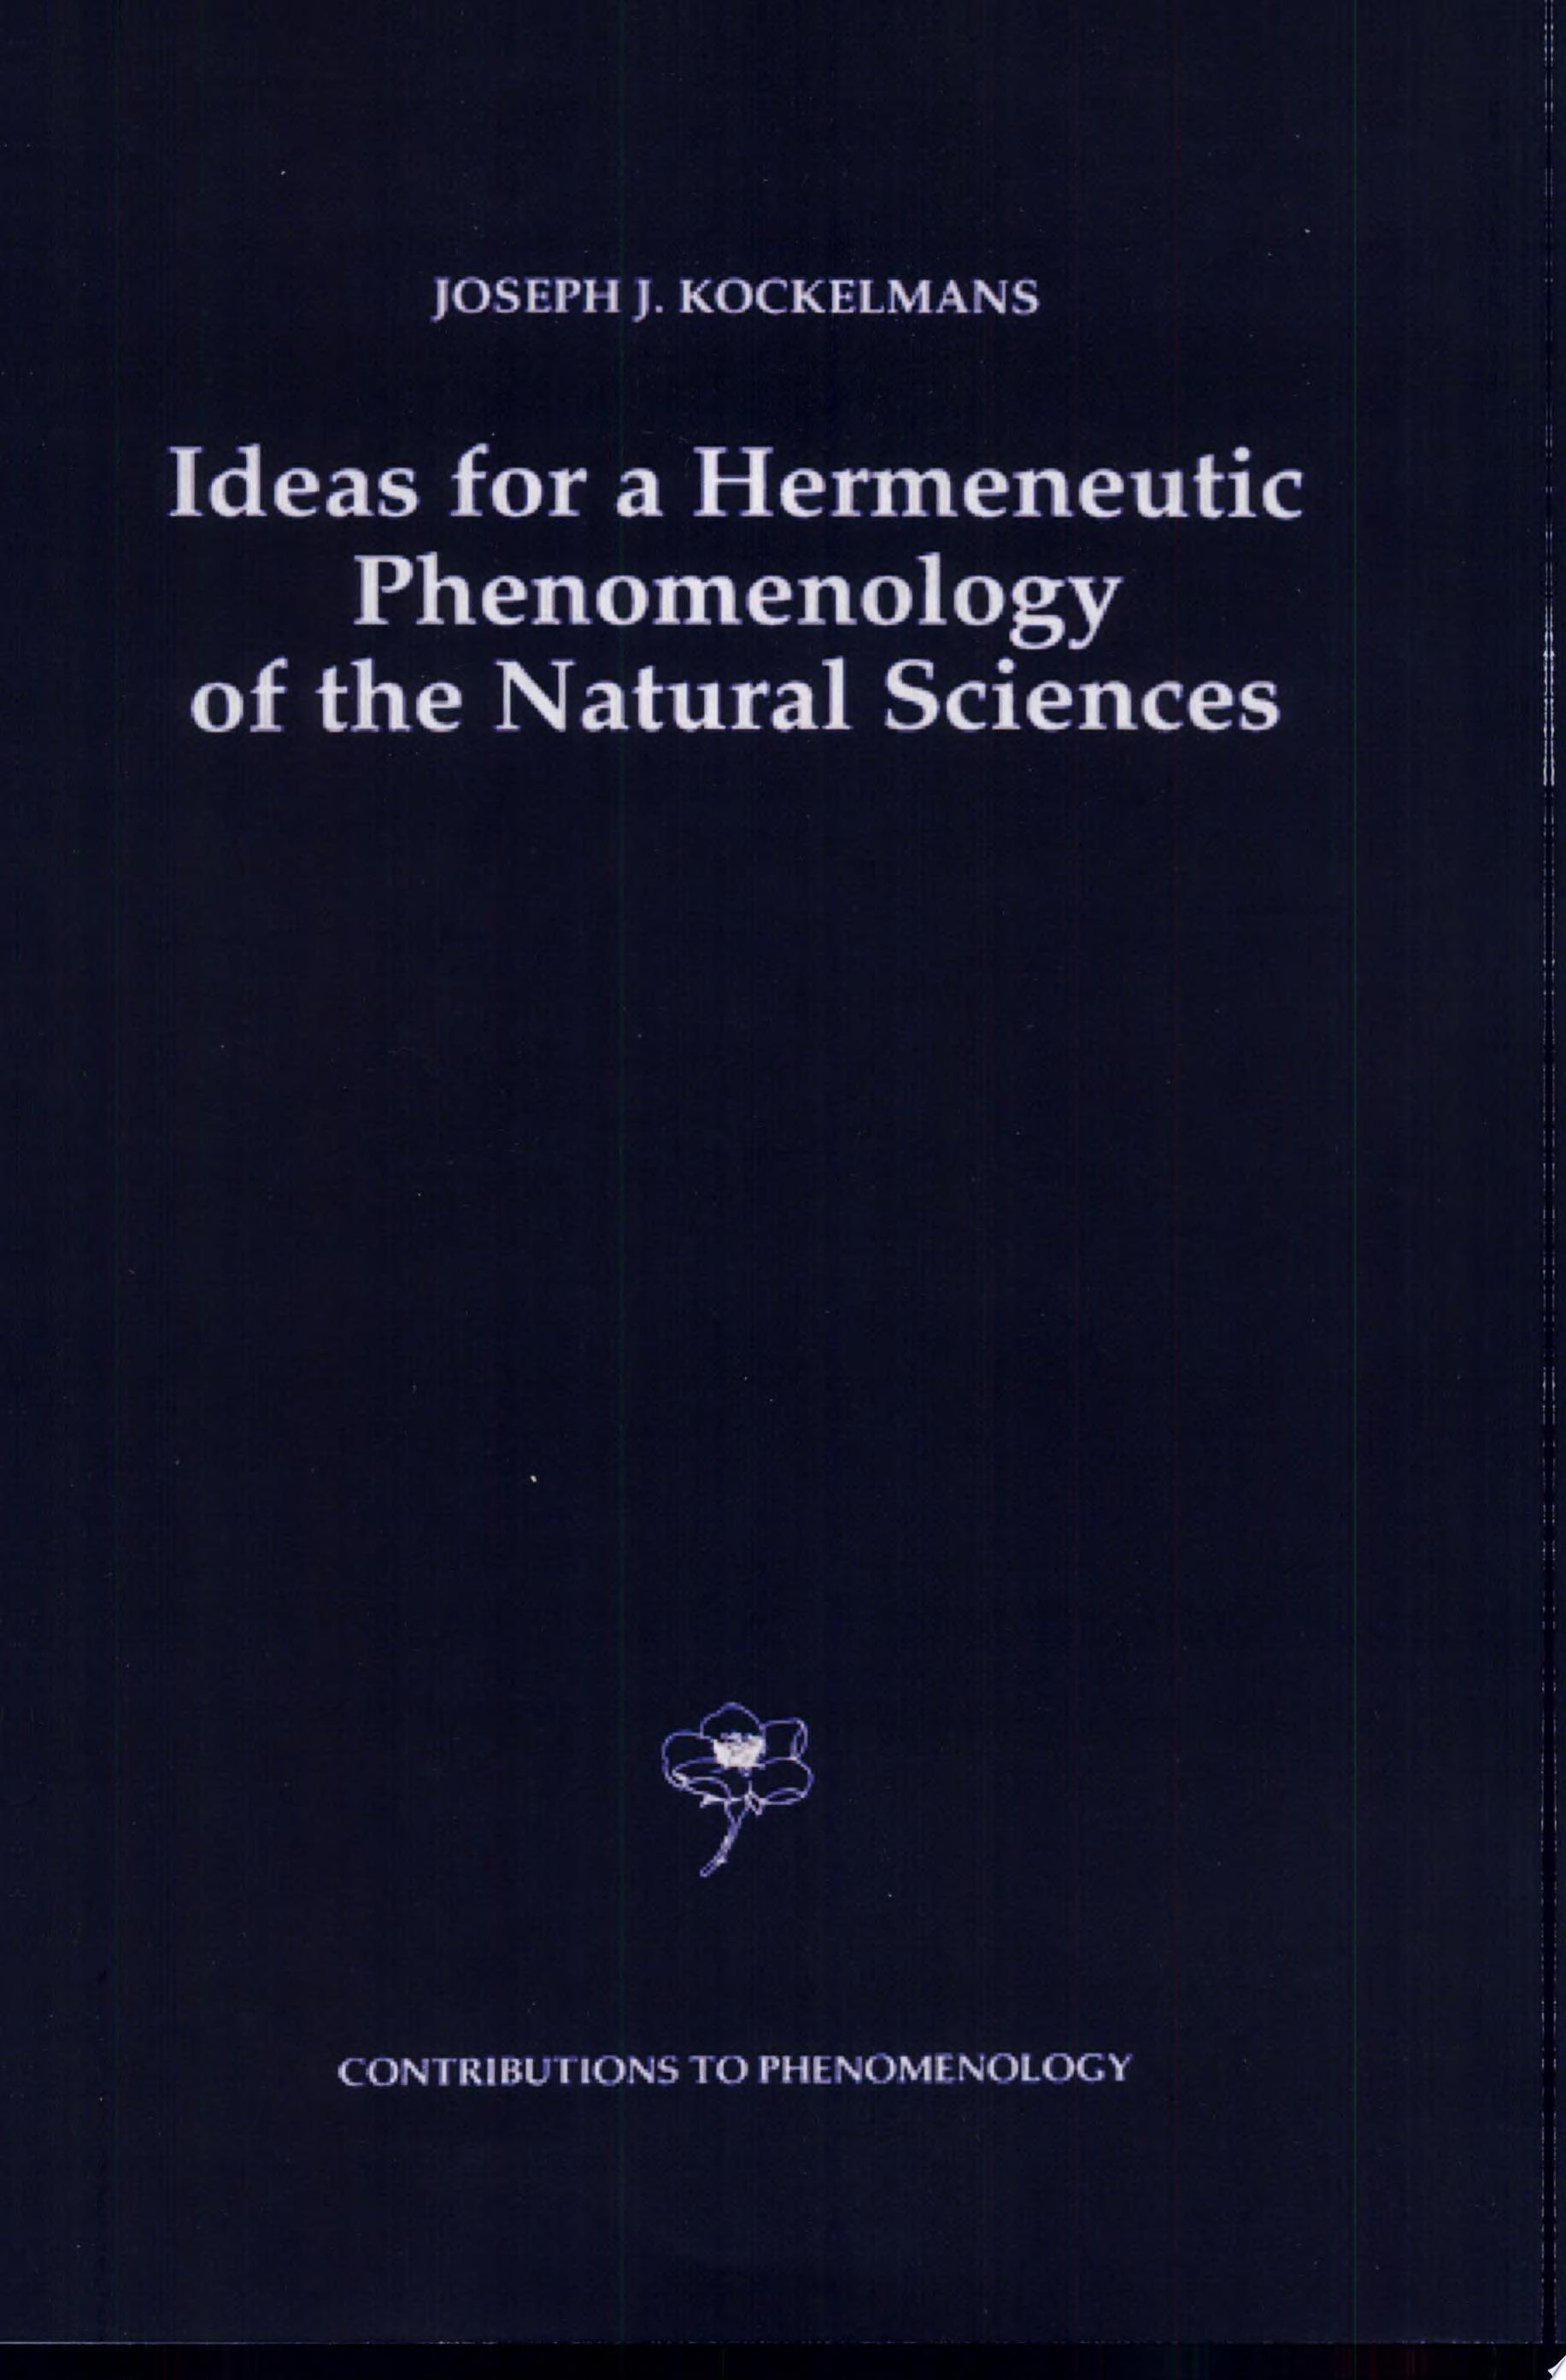 JOSEPH J. KOCKELMANS
Ideas for a Hermeneutic
Phenomenology
of the Natural Sciences
CONTRIBUTIONS TO PHENOMENOLOGY